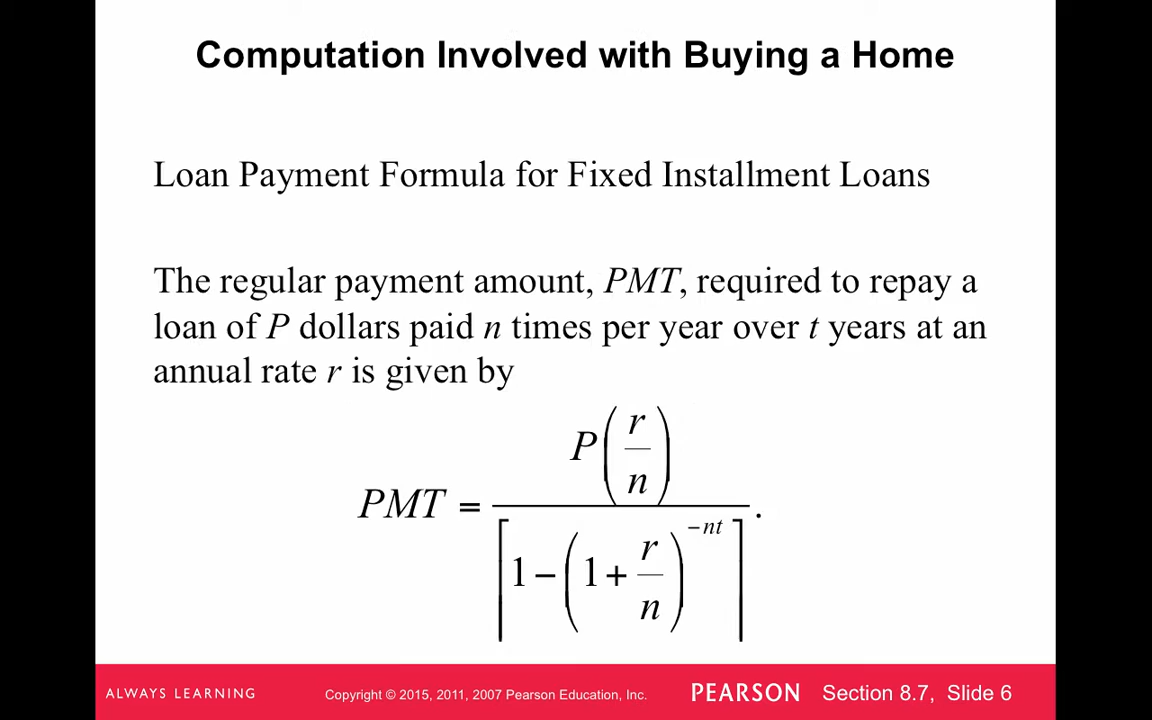 Computation Involved with Buying a Home
Loan Payment Formula for Fixed Installment Loans
The regular payment amount, PMT, required to repay a
loan of P dollars paid n times per year over t years at an
annual rate r is given by
PMT = P(r/n) / [1 − (1 + r/n)^−nt].
ALWAYS LEARNING
Copyright © 2015, 2011, 2007 Pearson Education, Inc.
PEARSON
Section 8.7, Slide 6